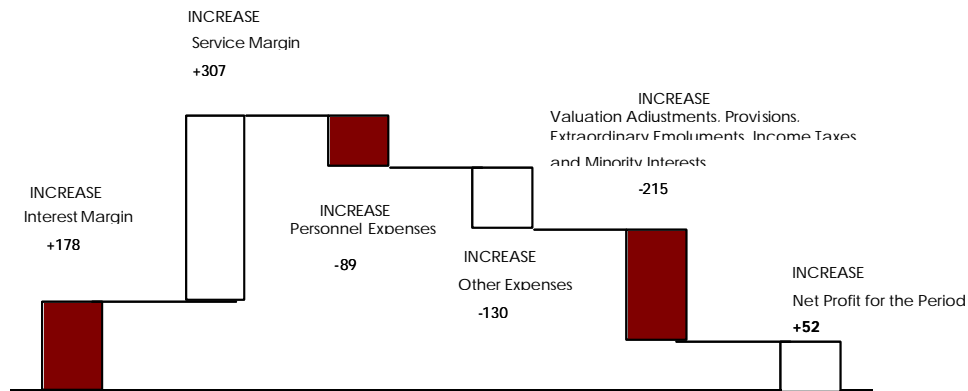 INCREASE
Service Margin
+307
INCREASE
Valuation Adjustments, Provisions,
Extraordinary Emoluments, Income Taxes
and Minority Interests
-215
INCREASE
Interest Margin
+178
INCREASE
Personnel Expenses
-89
INCREASE
Other Expenses
-130
INCREASE
Net Profit for the Period
+52